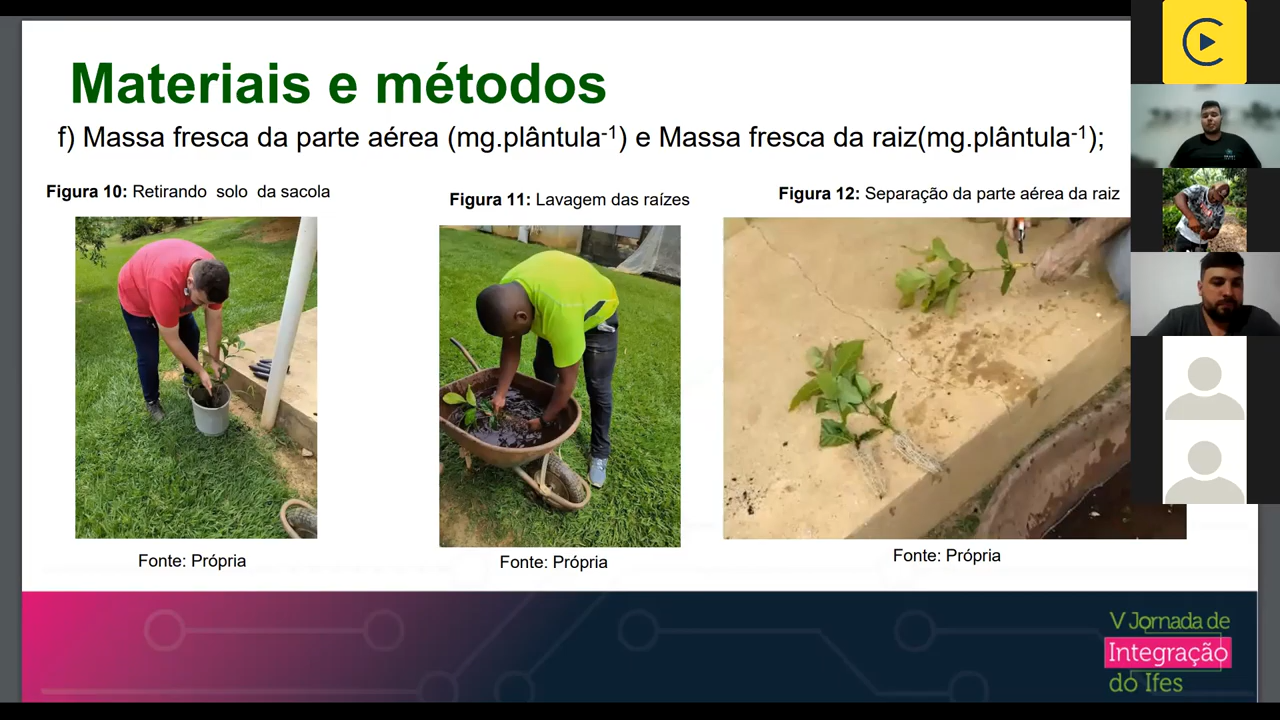 Materiais e métodos
f) Massa fresca da parte aérea (mg.plântula⁻¹) e Massa fresca da raiz(mg.plântula⁻¹);
Figura 10: Retirando solo da sacola
Figura 11: Lavagem das raízes
Figura 12: Separação da parte aérea da raiz
Fonte: Própria
Fonte: Própria
Fonte: Própria
V Jornada de
Integração
do Ifes